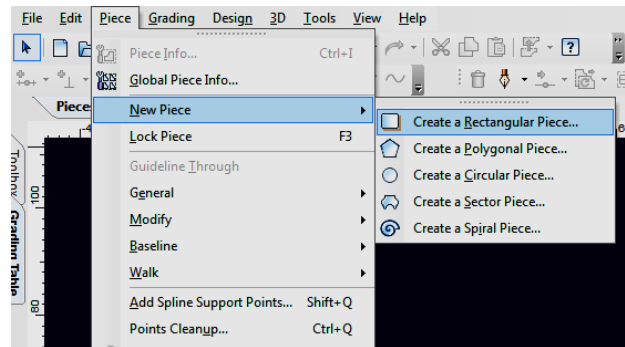 File Edit Piece Grading Design 3D Tools View Help
Piece Info... Ctrl+I
Global Piece Info...
Piece
New Piece
Create a Rectangular Piece...
Lock Piece F3
Create a Polygonal Piece...
Guideline Through
Create a Circular Piece...
General
Create a Sector Piece...
Modify
Create a Spiral Piece...
Baseline
Walk
Add Spline Support Points... Shift+Q
Points Cleanup... Ctrl+Q
Toolbox
Grading Table
100
80